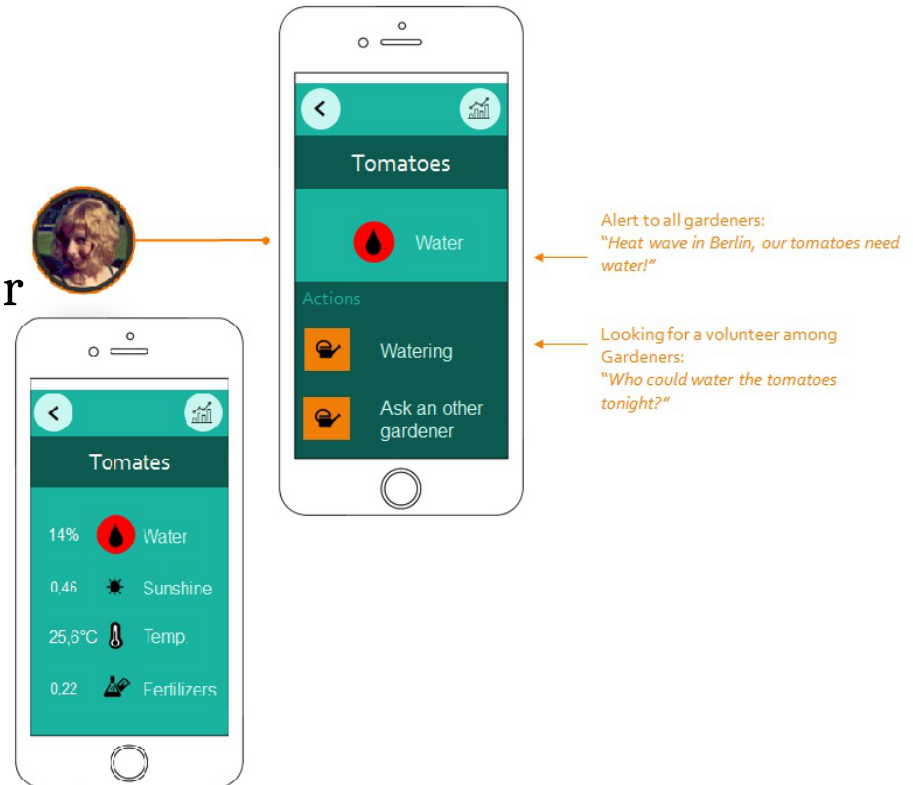 Tomatoes
Water
Actions
Watering
Ask an other
gardener
Alert to all gardeners:
“Heat wave in Berlin, our tomatoes need
water!”
Looking for a volunteer among
Gardeners:
“Who could water the tomatoes
tonight?”
r
Tomates
14% Water
0,46 Sunshine
25,6°C Temp.
0,22 Fertilizers